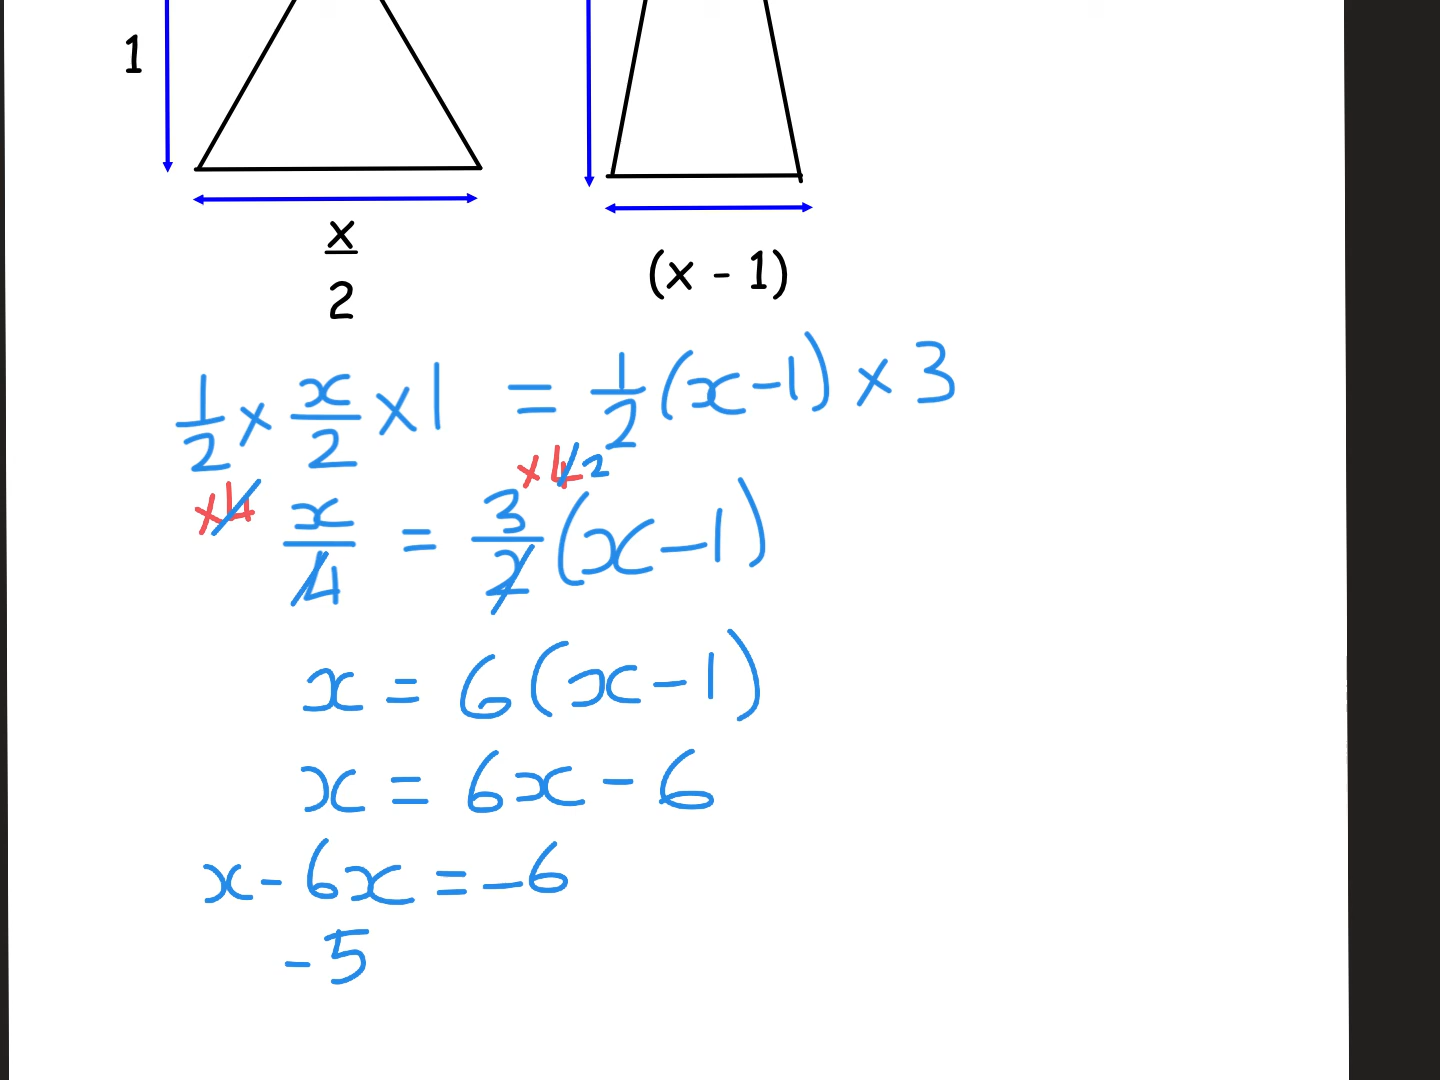 1
x/2
(x - 1)
1/2 × x/2 × 1 = 1/2 (x - 1) × 3
×4 ×4 2
x/4 = 3/2 (x - 1)
x = 6(x - 1)
x = 6x - 6
x - 6x = -6
-5